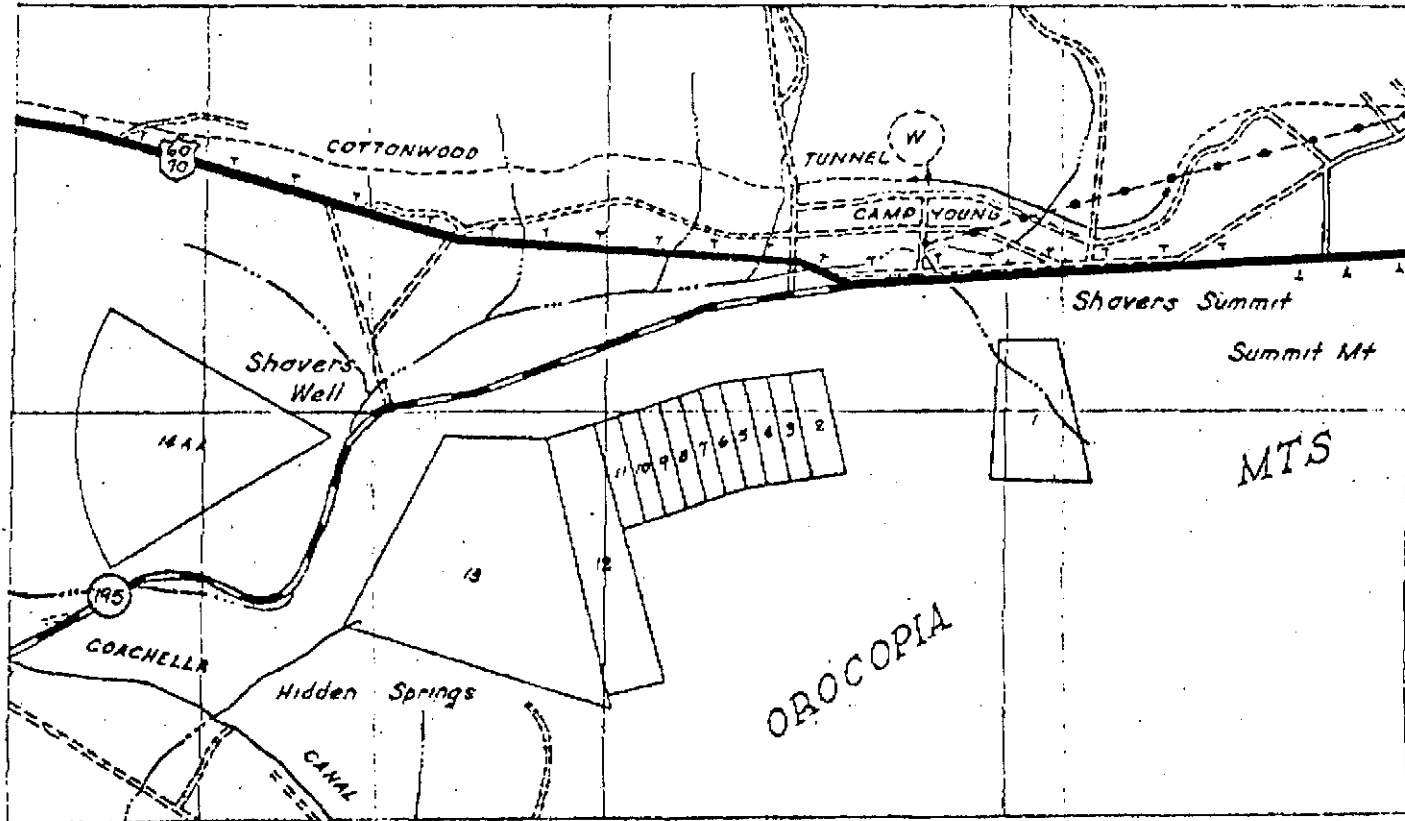 60
70
COTTONWOOD
TUNNEL
W
CAMP YOUNG
Shavers Summit
Summit Mt
Shavers
Well
14AA
11 10 9 8 7 6 5 4 3 2
1
MTS
13
12
195
COACHELLA
Hidden Springs
OROCOPIA
CANAL